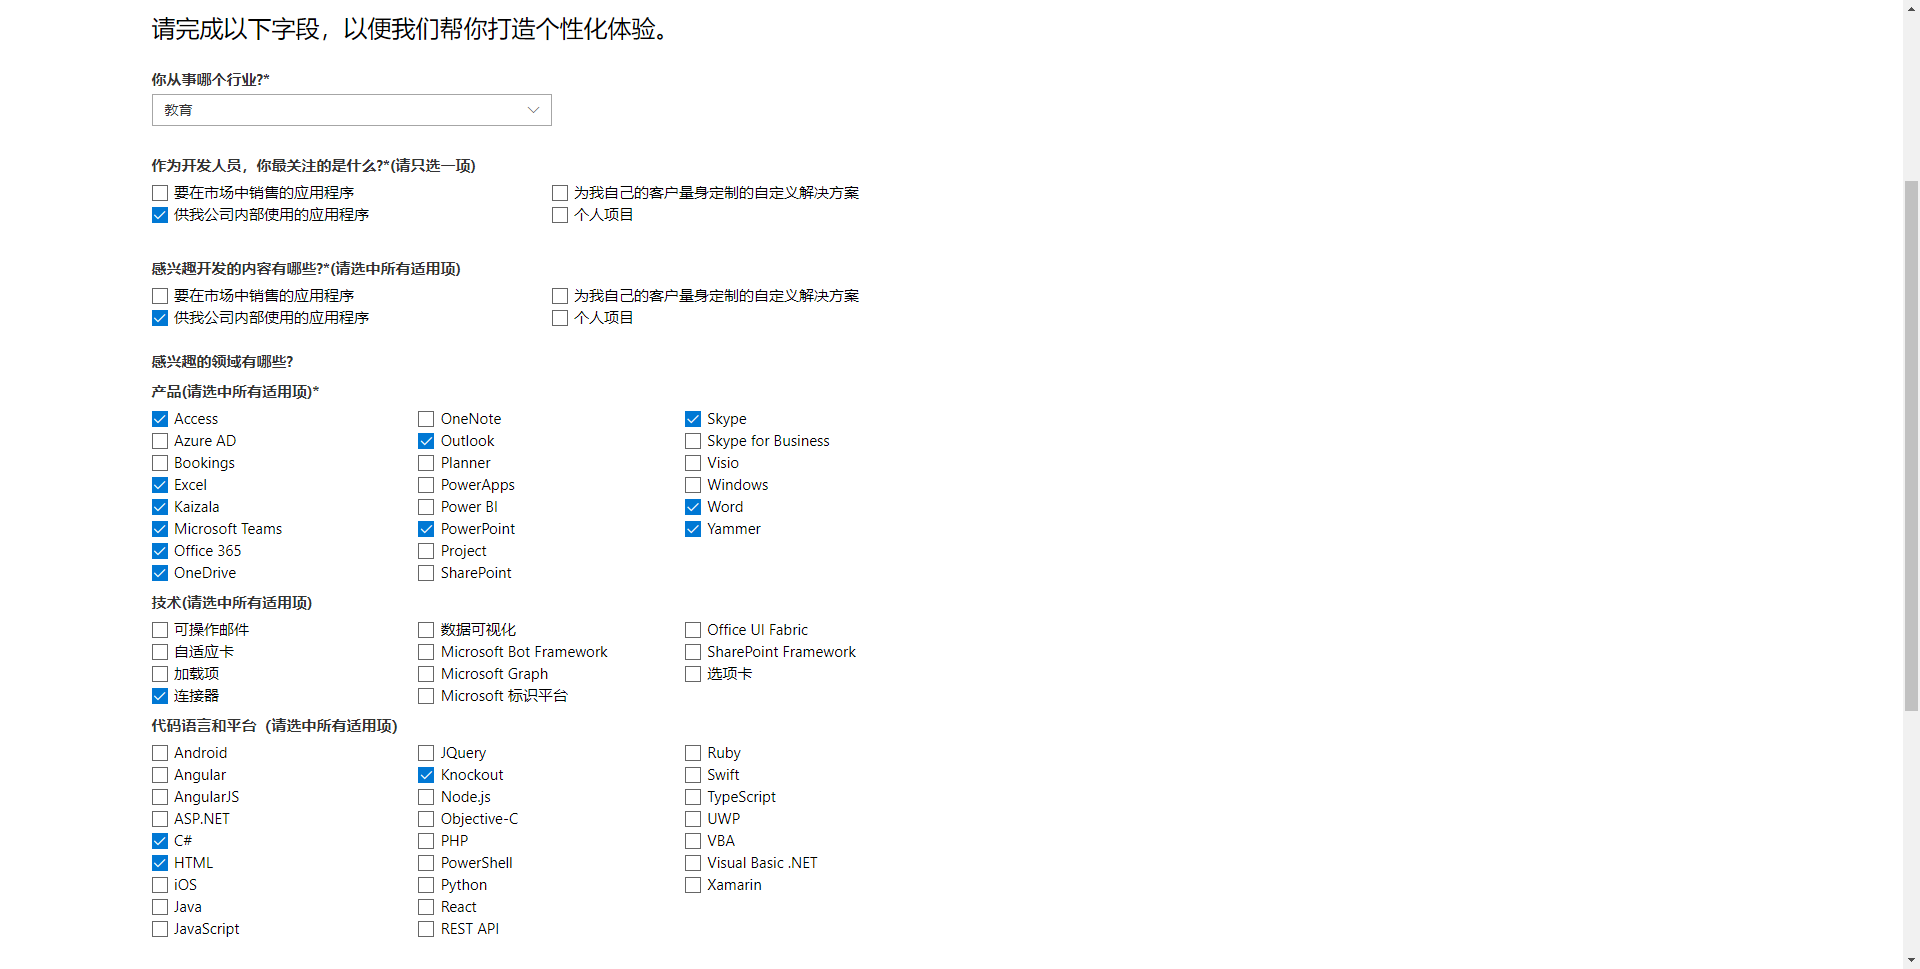 请完成以下字段，以便我们帮你打造个性化体验。
你从事哪个行业?*
教育
作为开发人员，你最关注的是什么?*(请只选一项)
要在市场中销售的应用程序 为我自己的客户量身定制的自定义解决方案
供我公司内部使用的应用程序 个人项目
感兴趣开发的内容有哪些?*(请选中所有适用项)
要在市场中销售的应用程序 为我自己的客户量身定制的自定义解决方案
供我公司内部使用的应用程序 个人项目
感兴趣的领域有哪些?
产品(请选中所有适用项)*
Access OneNote Skype
Azure AD Outlook Skype for Business
Bookings Planner Visio
Excel PowerApps Windows
Kaizala Power BI Word
Microsoft Teams PowerPoint Yammer
Office 365 Project
OneDrive SharePoint
技术(请选中所有适用项)
可操作邮件 数据可视化 Office UI Fabric
自适应卡 Microsoft Bot Framework SharePoint Framework
加载项 Microsoft Graph 选项卡
连接器 Microsoft 标识平台
代码语言和平台（请选中所有适用项)
Android JQuery Ruby
Angular Knockout Swift
AngularJS Node.js TypeScript
ASP.NET Objective-C UWP
C# PHP VBA
HTML PowerShell Visual Basic .NET
iOS Python Xamarin
Java React
JavaScript REST API